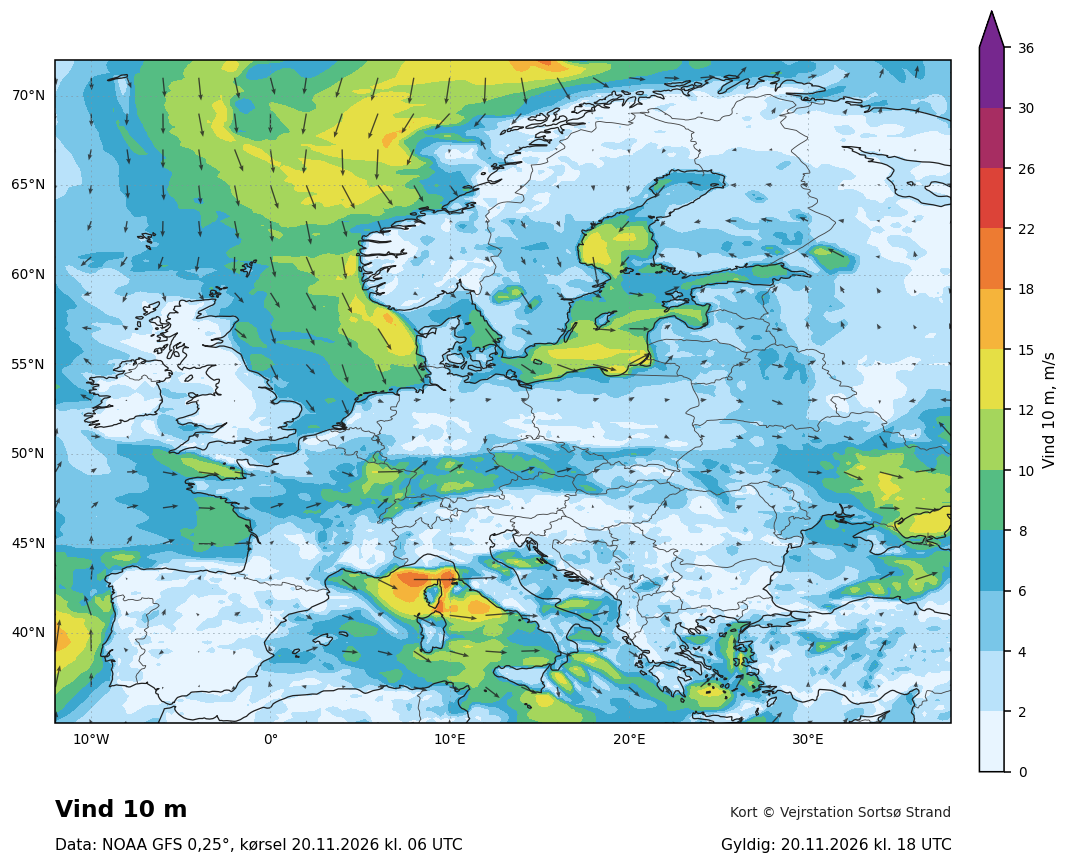 36
30
26
22
18
15
12
10
8
6
4
2
0
Vind 10 m, m/s
70°N
65°N
60°N
55°N
50°N
45°N
40°N
10°W
0°
10°E
20°E
30°E
Vind 10 m
Kort © Vejrstation Sortsø Strand
Data: NOAA GFS 0,25°, kørsel 20.11.2026 kl. 06 UTC
Gyldig: 20.11.2026 kl. 18 UTC